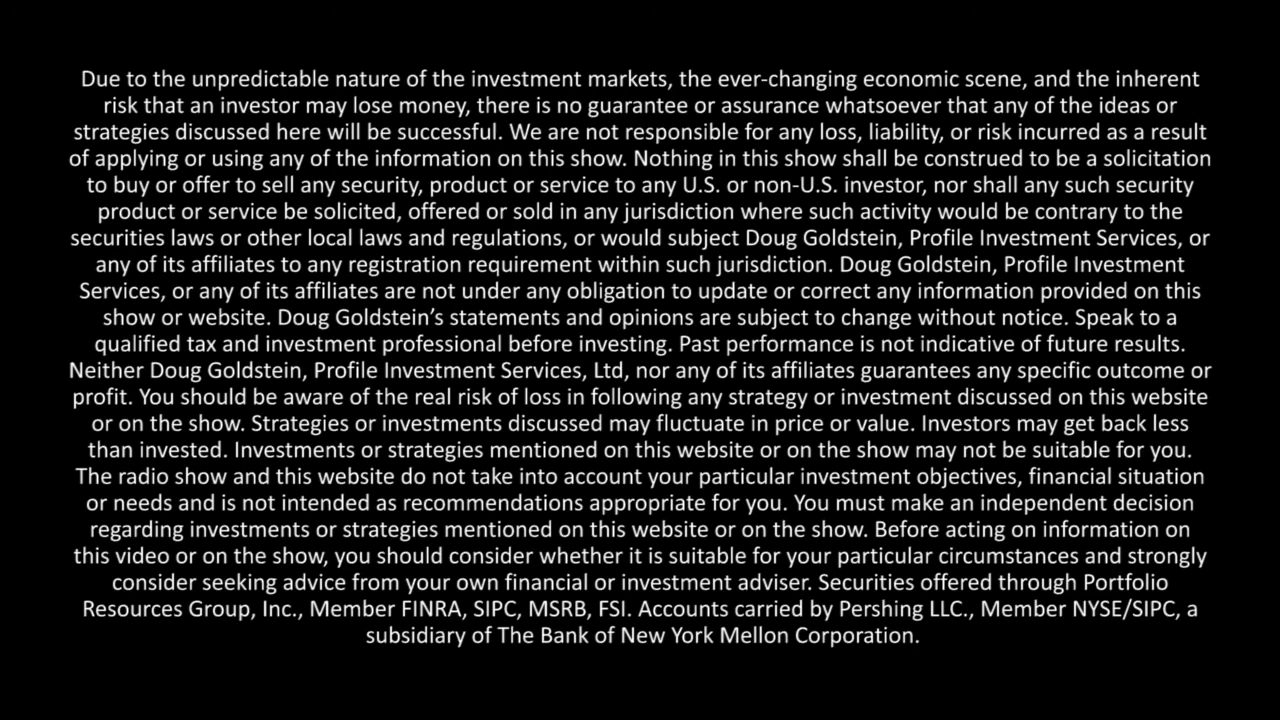 Due to the unpredictable nature of the investment markets, the ever-changing economic scene, and the inherent
risk that an investor may lose money, there is no guarantee or assurance whatsoever that any of the ideas or
strategies discussed here will be successful. We are not responsible for any loss, liability, or risk incurred as a result
of applying or using any of the information on this show. Nothing in this show shall be construed to be a solicitation
to buy or offer to sell any security, product or service to any U.S. or non-U.S. investor, nor shall any such security
product or service be solicited, offered or sold in any jurisdiction where such activity would be contrary to the
securities laws or other local laws and regulations, or would subject Doug Goldstein, Profile Investment Services, or
any of its affiliates to any registration requirement within such jurisdiction. Doug Goldstein, Profile Investment
Services, or any of its affiliates are not under any obligation to update or correct any information provided on this
show or website. Doug Goldstein’s statements and opinions are subject to change without notice. Speak to a
qualified tax and investment professional before investing. Past performance is not indicative of future results.
Neither Doug Goldstein, Profile Investment Services, Ltd, nor any of its affiliates guarantees any specific outcome or
profit. You should be aware of the real risk of loss in following any strategy or investment discussed on this website
or on the show. Strategies or investments discussed may fluctuate in price or value. Investors may get back less
than invested. Investments or strategies mentioned on this website or on the show may not be suitable for you.
The radio show and this website do not take into account your particular investment objectives, financial situation
or needs and is not intended as recommendations appropriate for you. You must make an independent decision
regarding investments or strategies mentioned on this website or on the show. Before acting on information on
this video or on the show, you should consider whether it is suitable for your particular circumstances and strongly
consider seeking advice from your own financial or investment adviser. Securities offered through Portfolio
Resources Group, Inc., Member FINRA, SIPC, MSRB, FSI. Accounts carried by Pershing LLC., Member NYSE/SIPC, a
subsidiary of The Bank of New York Mellon Corporation.